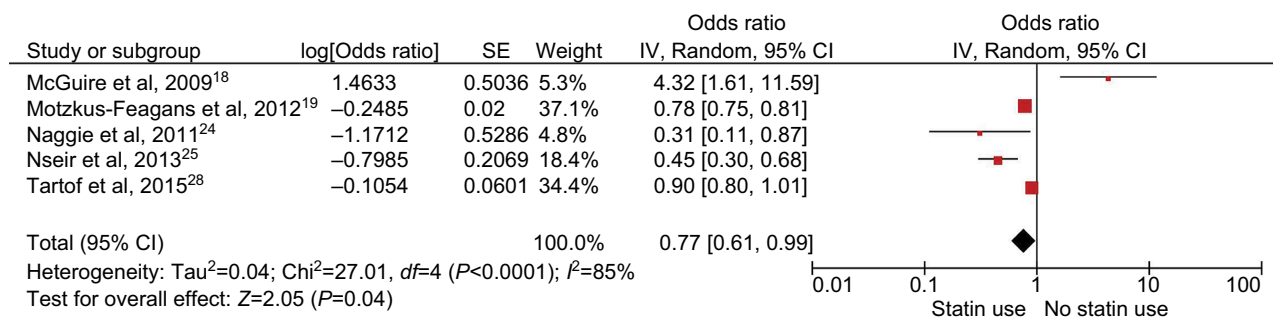 Odds ratio Odds ratio
Study or subgroup log[Odds ratio] SE Weight IV, Random, 95% CI IV, Random, 95% CI
McGuire et al, 2009¹⁸ 1.4633 0.5036 5.3% 4.32 [1.61, 11.59]
Motzkus-Feagans et al, 2012¹⁹ –0.2485 0.02 37.1% 0.78 [0.75, 0.81]
Naggie et al, 2011²⁴ –1.1712 0.5286 4.8% 0.31 [0.11, 0.87]
Nseir et al, 2013²⁵ –0.7985 0.2069 18.4% 0.45 [0.30, 0.68]
Tartof et al, 2015²⁸ –0.1054 0.0601 34.4% 0.90 [0.80, 1.01]
Total (95% CI) 100.0% 0.77 [0.61, 0.99]
Heterogeneity: Tau²=0.04; Chi²=27.01, df=4 (P<0.0001); I²=85%
Test for overall effect: Z=2.05 (P=0.04)
0.01 0.1 1 10 100
Statin use No statin use